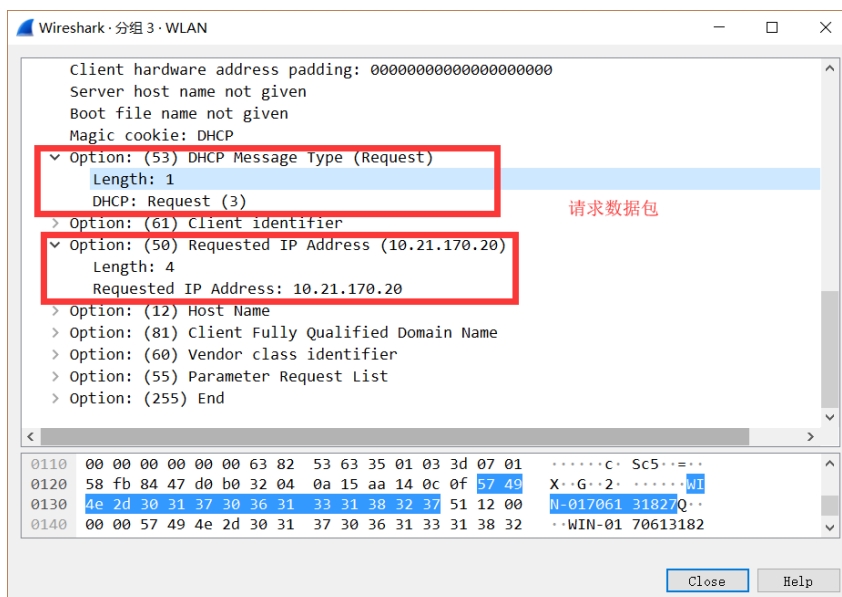 Wireshark · 分组 3 · WLAN
Client hardware address padding: 00000000000000000000
Server host name not given
Boot file name not given
Magic cookie: DHCP
Option: (53) DHCP Message Type (Request)
Length: 1
DHCP: Request (3)
请求数据包
Option: (61) Client identifier
Option: (50) Requested IP Address (10.21.170.20)
Length: 4
Requested IP Address: 10.21.170.20
Option: (12) Host Name
Option: (81) Client Fully Qualified Domain Name
Option: (60) Vendor class identifier
Option: (55) Parameter Request List
Option: (255) End
0110 00 00 00 00 00 00 63 82 53 63 35 01 03 3d 07 01 ······c· Sc5··=··
0120 58 fb 84 47 d0 b0 32 04 0a 15 aa 14 0c 0f 57 49 X··G··2· ······WI
0130 4e 2d 30 31 37 30 36 31 33 31 38 32 37 51 12 00 N-017061 31827Q··
0140 00 00 57 49 4e 2d 30 31 37 30 36 31 33 31 38 32 ··WIN-01 70613182
Close Help